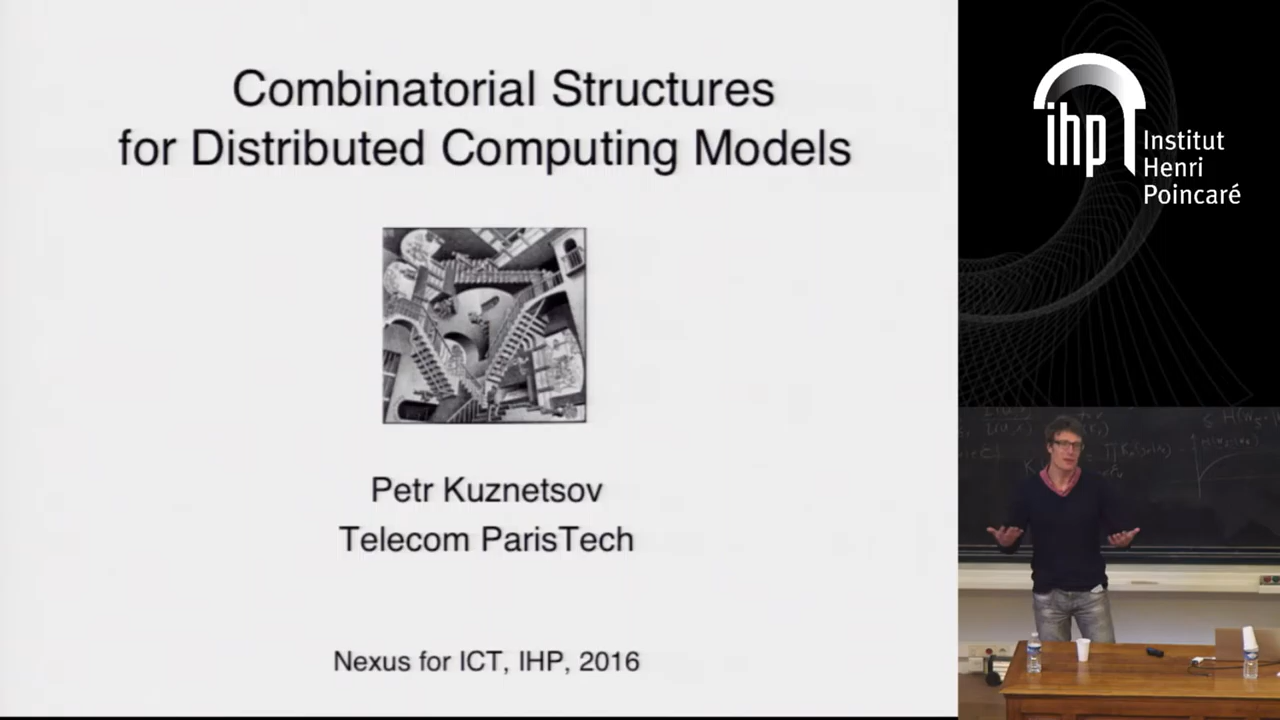 Combinatorial Structures
for Distributed Computing Models
Petr Kuznetsov
Telecom ParisTech
Nexus for ICT, IHP, 2016
ihp
Institut
Henri
Poincaré